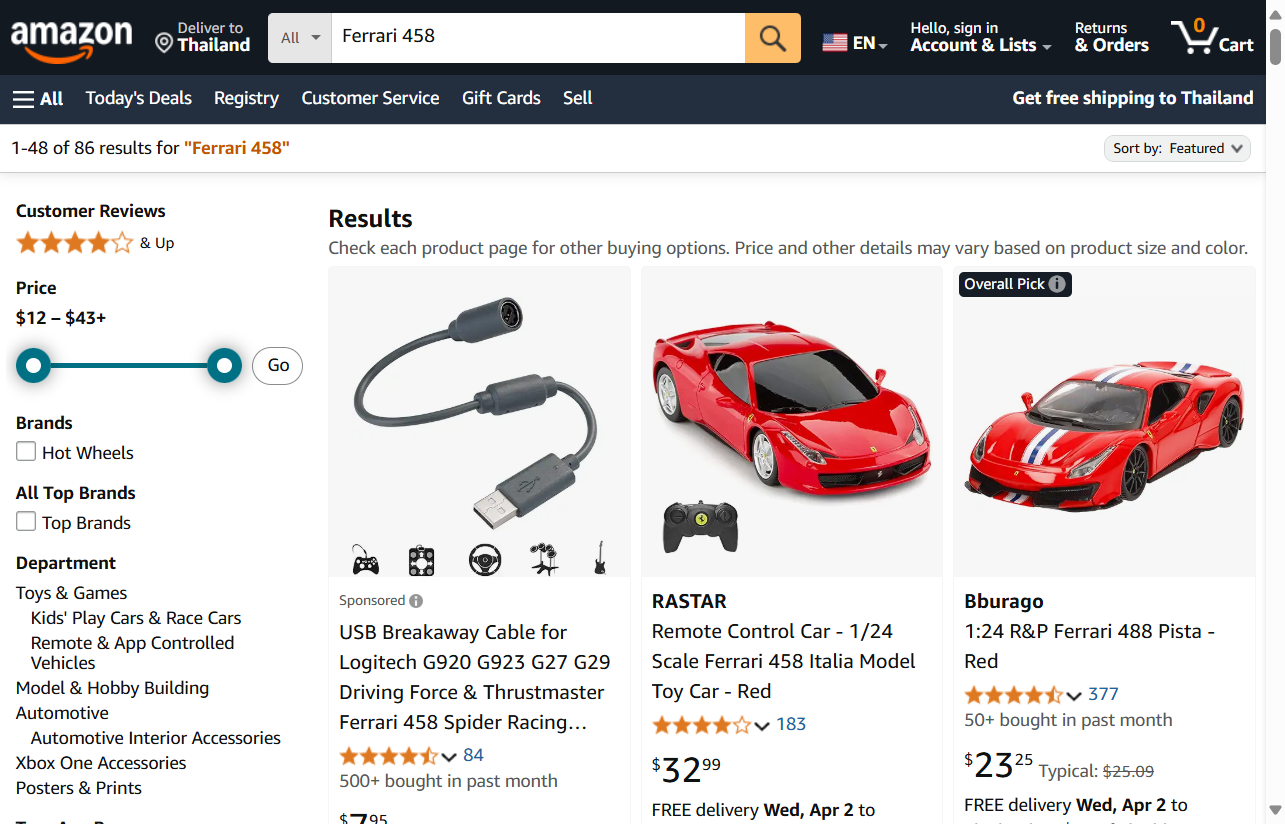 amazon
Deliver to
Thailand
All
Ferrari 458
EN
Hello, sign in
Account & Lists
Returns
& Orders
0
Cart
All
Today's Deals
Registry
Customer Service
Gift Cards
Sell
Get free shipping to Thailand
1-48 of 86 results for "Ferrari 458"
Sort by: Featured
Customer Reviews
& Up
Price
$12 – $43+
Go
Brands
Hot Wheels
All Top Brands
Top Brands
Department
Toys & Games
Kids' Play Cars & Race Cars
Remote & App Controlled
Vehicles
Model & Hobby Building
Automotive
Automotive Interior Accessories
Xbox One Accessories
Posters & Prints
Results
Check each product page for other buying options. Price and other details may vary based on product size and color.
Sponsored
USB Breakaway Cable for
Logitech G920 G923 G27 G29
Driving Force & Thrustmaster
Ferrari 458 Spider Racing...
84
500+ bought in past month
$7.95
RASTAR
Remote Control Car - 1/24
Scale Ferrari 458 Italia Model
Toy Car - Red
183
$32 99
FREE delivery Wed, Apr 2 to
Overall Pick
Bburago
1:24 R&P Ferrari 488 Pista -
Red
377
50+ bought in past month
$23 25 Typical: $25.09
FREE delivery Wed, Apr 2 to